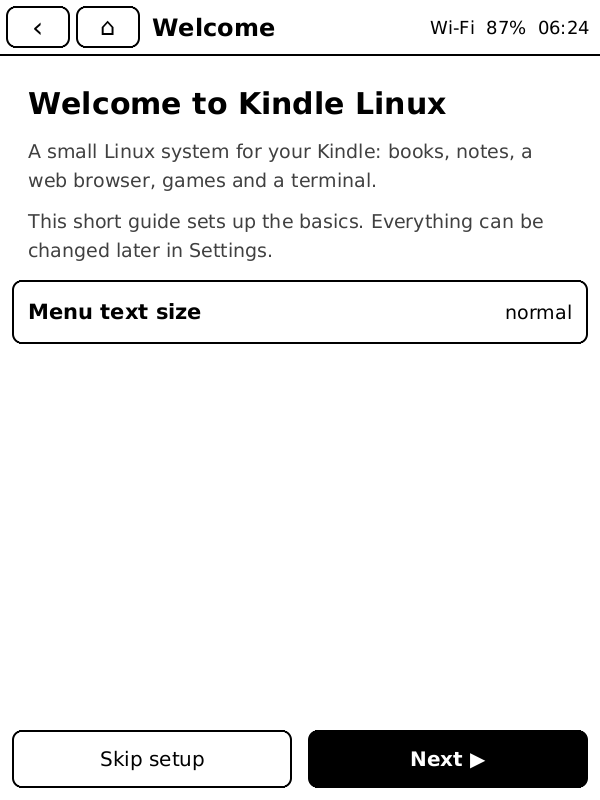 ‹ ⌂ Welcome Wi-Fi 87% 06:24
Welcome to Kindle Linux
A small Linux system for your Kindle: books, notes, a
web browser, games and a terminal.
This short guide sets up the basics. Everything can be
changed later in Settings.
Menu text size normal
Skip setup Next ▶